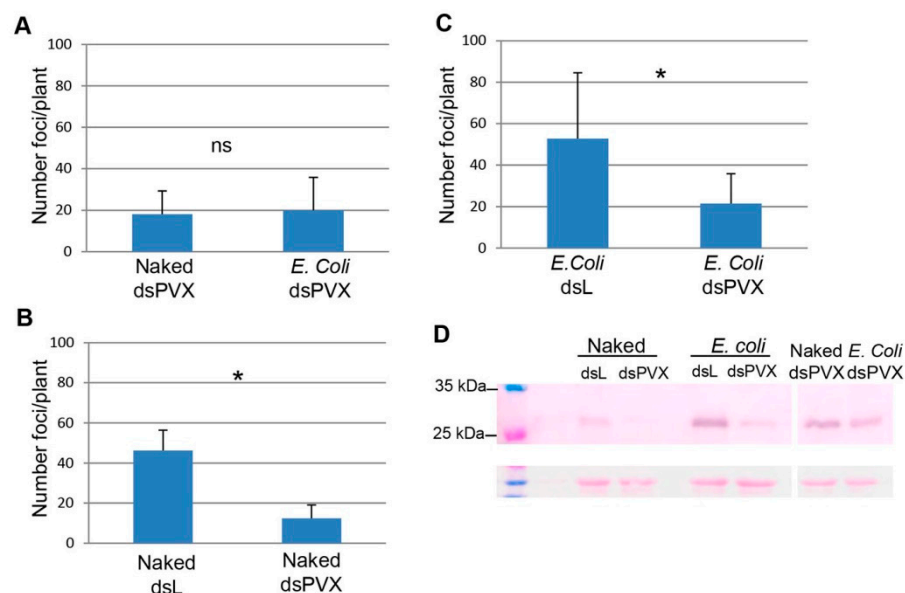 A
Number foci/plant
100
80
60
40
20
0
ns
Naked
dsPVX
E. Coli
dsPVX
B
Number foci/plant
100
80
60
40
20
0
*
Naked
dsL
Naked
dsPVX
C
Number foci/plant
100
80
60
40
20
0
*
E.Coli
dsL
E. Coli
dsPVX
D
Naked
E. coli
dsL dsPVX
dsL dsPVX
Naked E. Coli
dsPVX dsPVX
35 kDa
25 kDa